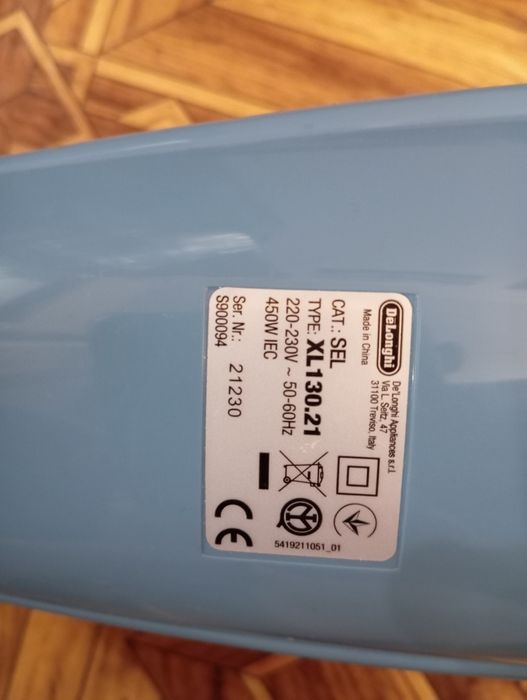 DeLonghi
De'Longhi Appliances s.r.l.
Via L. Seitz, 47
31100 Treviso, Italy
Made in China
CAT.: SEL
TYPE: XL130.21
220-230V ~ 50-60Hz
450W IEC
Ser. Nr.: 21230
S900094
5419211051_01
CE